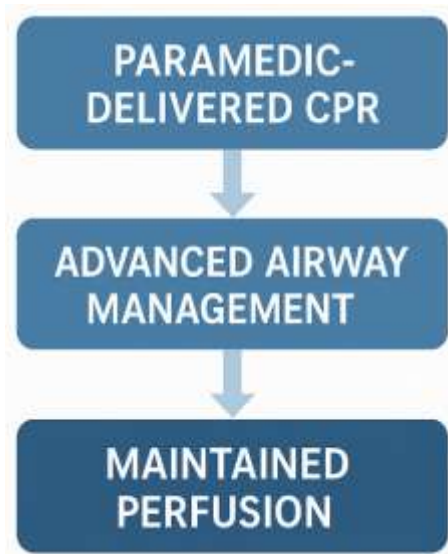 PARAMEDIC-
DELIVERED CPR
ADVANCED AIRWAY
MANAGEMENT
MAINTAINED
PERFUSION